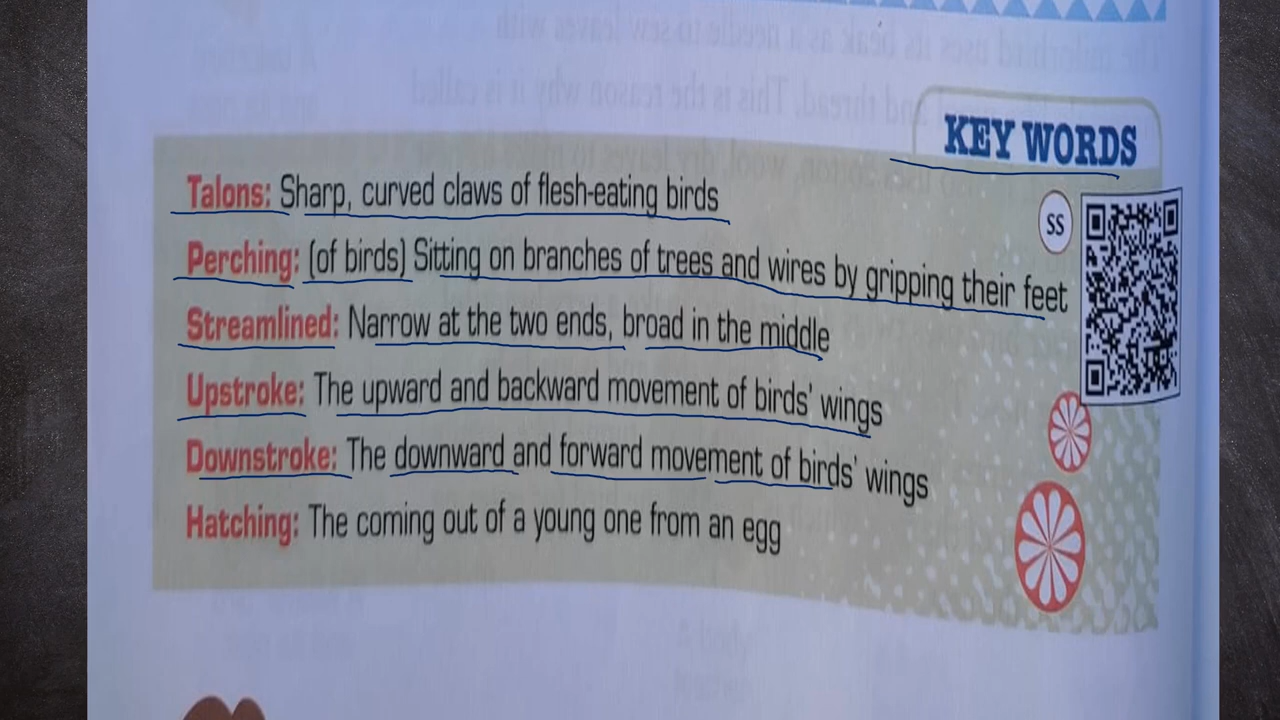 KEY WORDS
Talons: Sharp, curved claws of flesh-eating birds
SS
Perching: (of birds) Sitting on branches of trees and wires by gripping their feet
Streamlined: Narrow at the two ends, broad in the middle
Upstroke: The upward and backward movement of birds' wings
Downstroke: The downward and forward movement of birds' wings
Hatching: The coming out of a young one from an egg